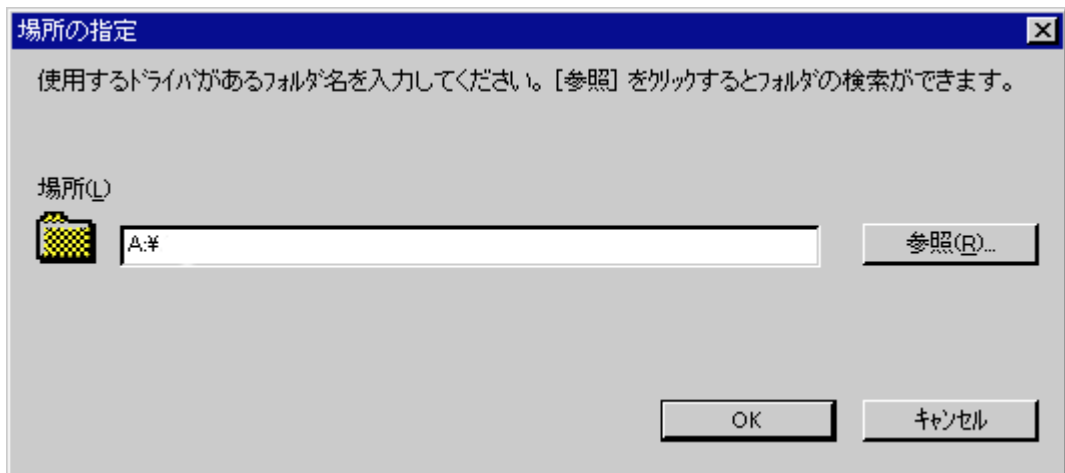 場所の指定
使用するﾄﾞﾗｲﾊﾞがあるﾌｫﾙﾀﾞ名を入力してください。[参照] をｸﾘｯｸするとﾌｫﾙﾀﾞの検索ができます。
場所(L)
A:¥
参照(R)...
OK
ｷｬﾝｾﾙ